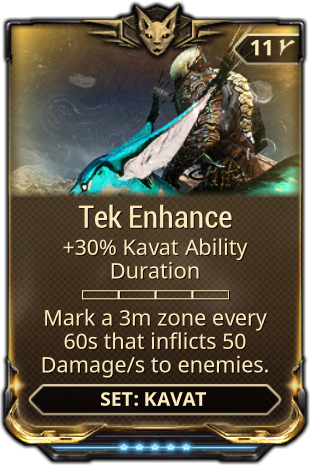 11
Tek Enhance
+30% Kavat Ability
Duration
Mark a 3m zone every
60s that inflicts 50
Damage/s to enemies.
SET: KAVAT